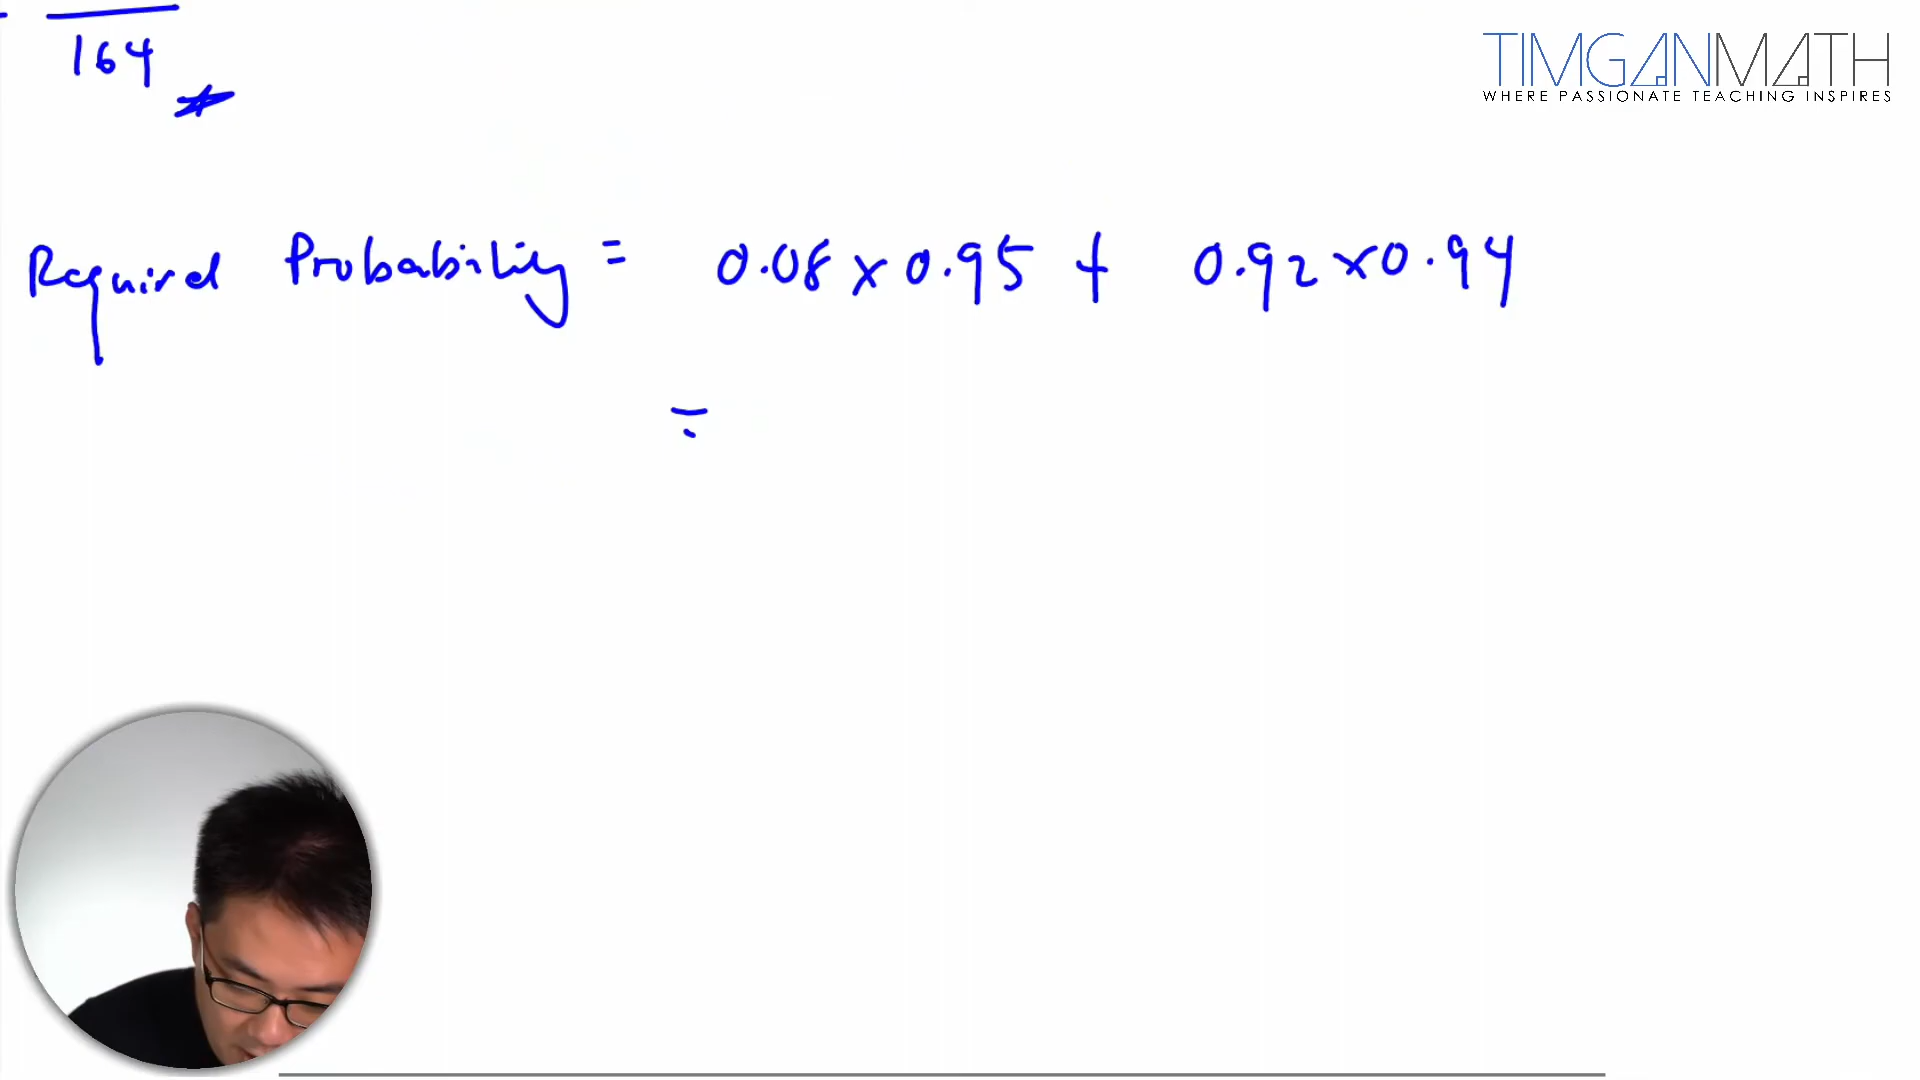 164
TIMGANMATH
WHERE PASSIONATE TEACHING INSPIRES
Required Probability = 0.08 × 0.95 + 0.92 × 0.94
=